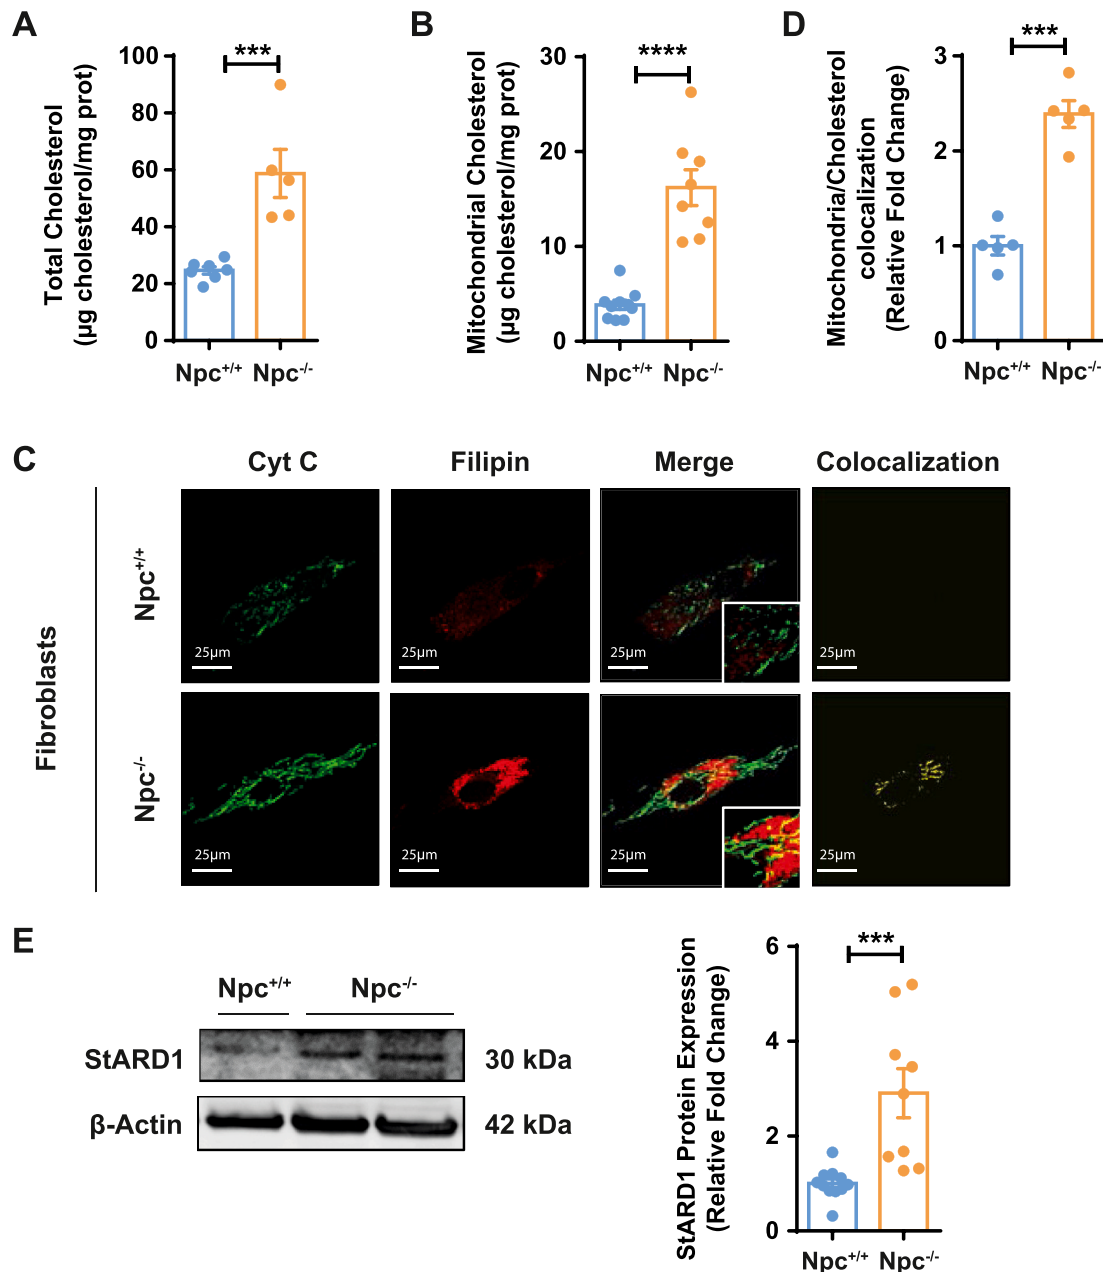 A
Total Cholesterol
(µg cholesterol/mg prot)
100
80
60
40
20
0
***
Npc+/+ Npc-/-
B
Mitochondrial Cholesterol
(µg cholesterol/mg prot)
30
20
10
0
****
Npc+/+ Npc-/-
D
Mitochondria/Cholesterol
colocalization
(Relative Fold Change)
3
2
1
0
***
Npc+/+ Npc-/-
C
Cyt C Filipin Merge Colocalization
Fibroblasts
Npc+/+
25µm 25µm 25µm 25µm
Npc-/-
25µm 25µm 25µm 25µm
E
Npc+/+ Npc-/-
StARD1 30 kDa
β-Actin 42 kDa
StARD1 Protein Expression
(Relative Fold Change)
6
4
2
0
***
Npc+/+ Npc-/-